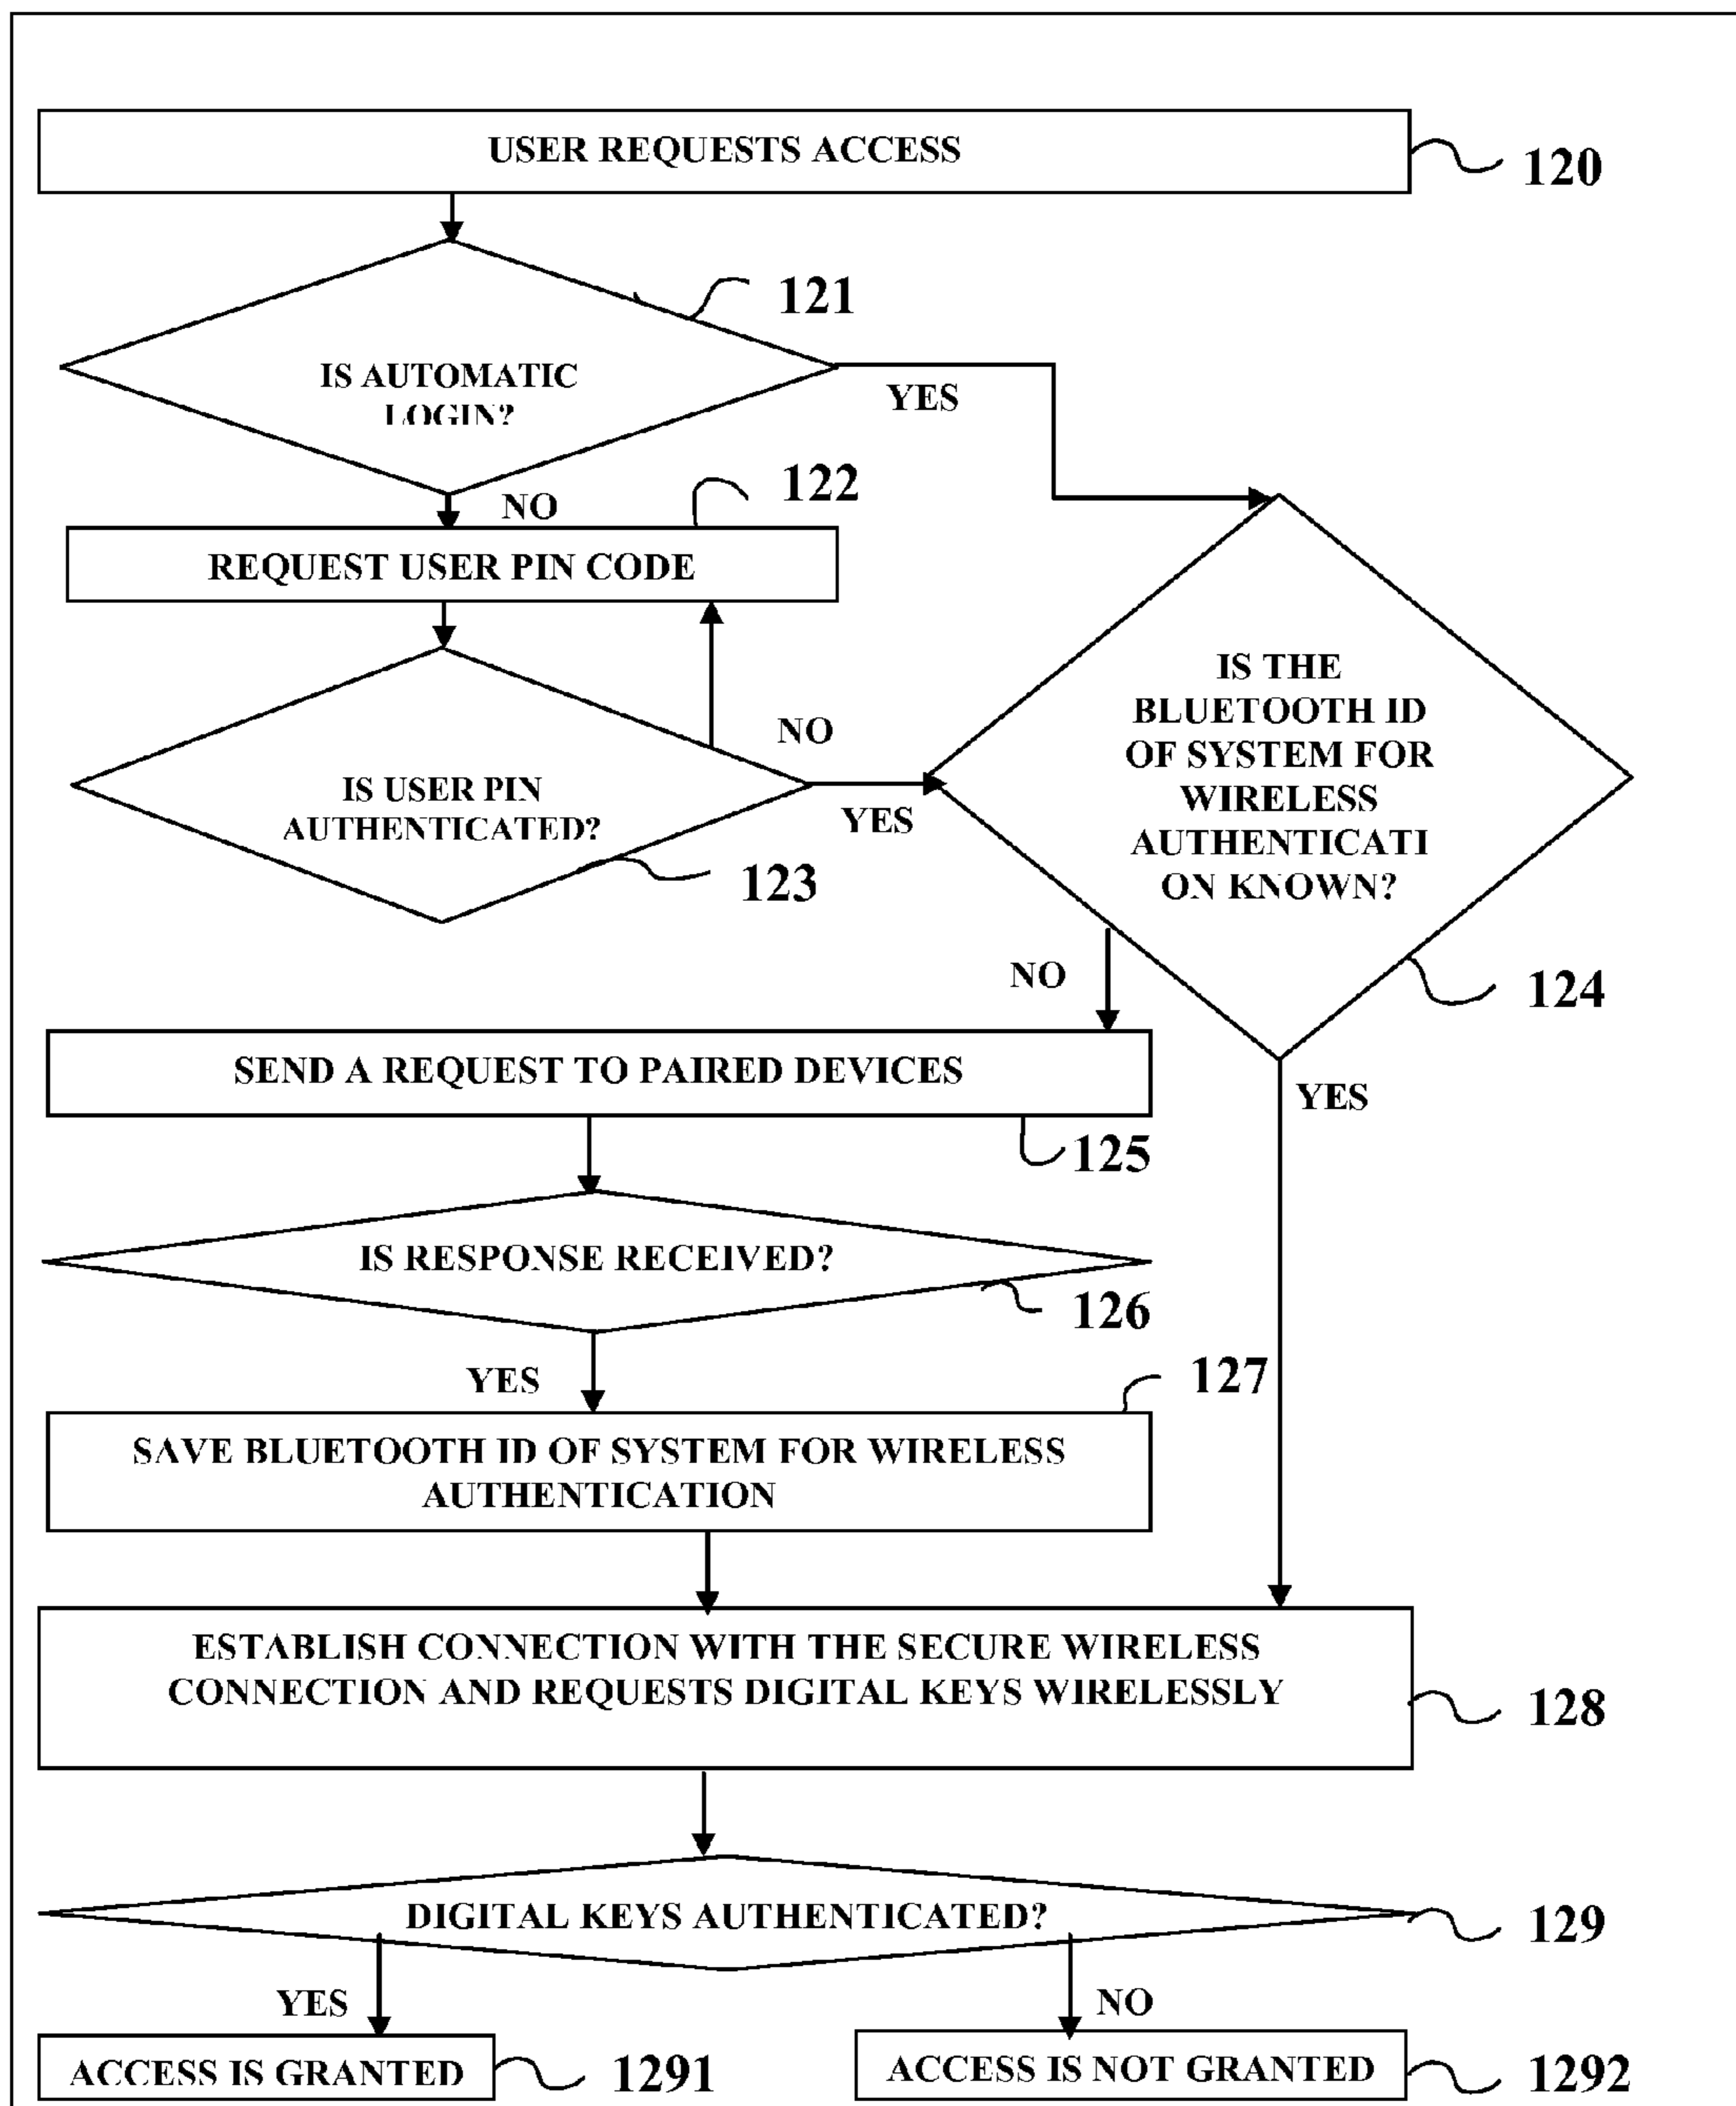 USER REQUESTS ACCESS
120
121
IS AUTOMATIC
LOGIN?
YES
NO
122
REQUEST USER PIN CODE
NO
IS USER PIN
AUTHENTICATED?
YES
123
IS THE
BLUETOOTH ID
OF SYSTEM FOR
WIRELESS
AUTHENTICATI
ON KNOWN?
124
NO
YES
SEND A REQUEST TO PAIRED DEVICES
125
IS RESPONSE RECEIVED?
126
YES
127
SAVE BLUETOOTH ID OF SYSTEM FOR WIRELESS
AUTHENTICATION
ESTABLISH CONNECTION WITH THE SECURE WIRELESS
CONNECTION AND REQUESTS DIGITAL KEYS WIRELESSLY
128
DIGITAL KEYS AUTHENTICATED?
129
YES
NO
ACCESS IS GRANTED
1291
ACCESS IS NOT GRANTED
1292